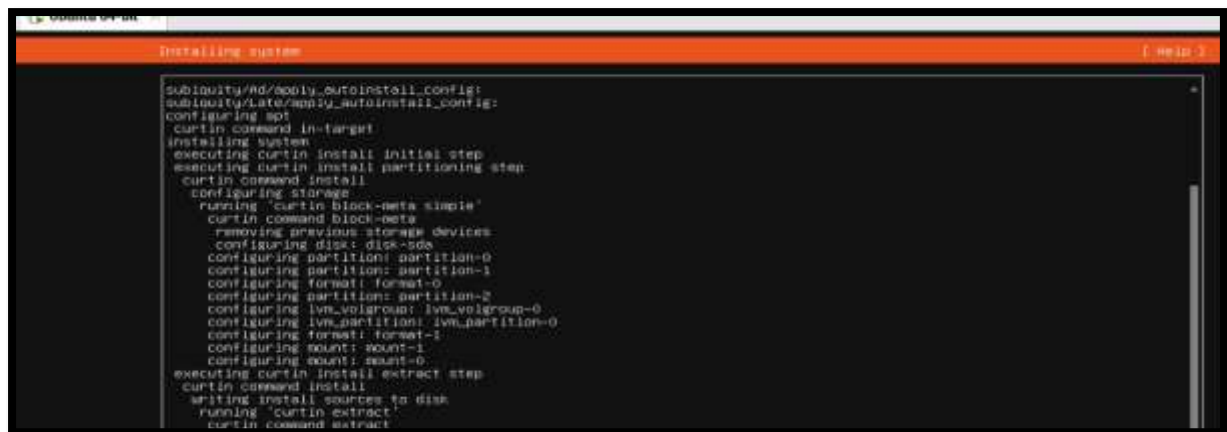 Ubuntu 64-bit
Installing system
[ Help ]
subiquity/Ad/apply_autoinstall_config:
subiquity/Late/apply_autoinstall_config:
configuring apt
curtin command in-target
installing system
executing curtin install initial step
executing curtin install partitioning step
curtin command install
configuring storage
running 'curtin block-meta simple'
curtin command block-meta
removing previous storage devices
configuring disk: disk-sda
configuring partition: partition-0
configuring partition: partition-1
configuring format: format-0
configuring partition: partition-2
configuring lvm_volgroup: lvm_volgroup-0
configuring lvm_partition: lvm_partition-0
configuring format: format-1
configuring mount: mount-1
configuring mount: mount-0
executing curtin install extract step
curtin command install
writing install sources to disk
running 'curtin extract'
curtin command extract